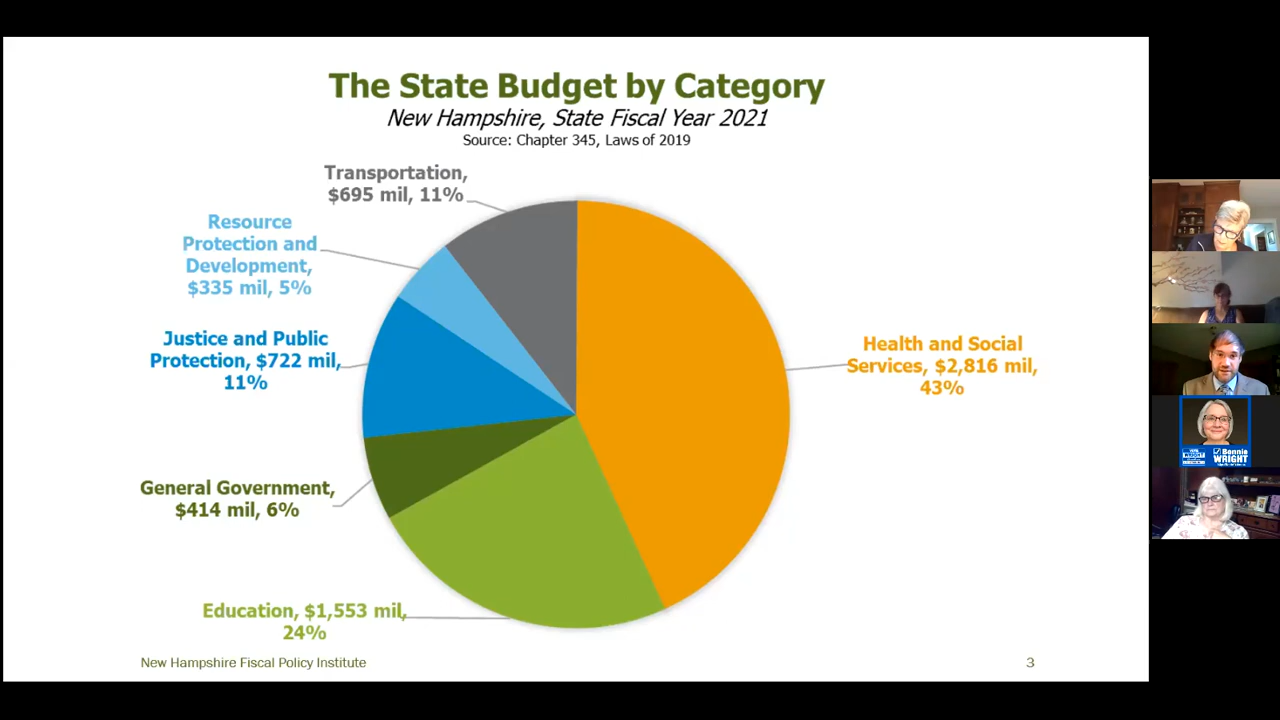 The State Budget by Category
New Hampshire, State Fiscal Year 2021
Source: Chapter 345, Laws of 2019
Transportation,
$695 mil, 11%
Resource
Protection and
Development,
$335 mil, 5%
Justice and Public
Protection, $722 mil,
11%
General Government,
$414 mil, 6%
Education, $1,553 mil,
24%
Health and Social
Services, $2,816 mil,
43%
New Hampshire Fiscal Policy Institute
3
WRIGHT
Bonnie
WRIGHT